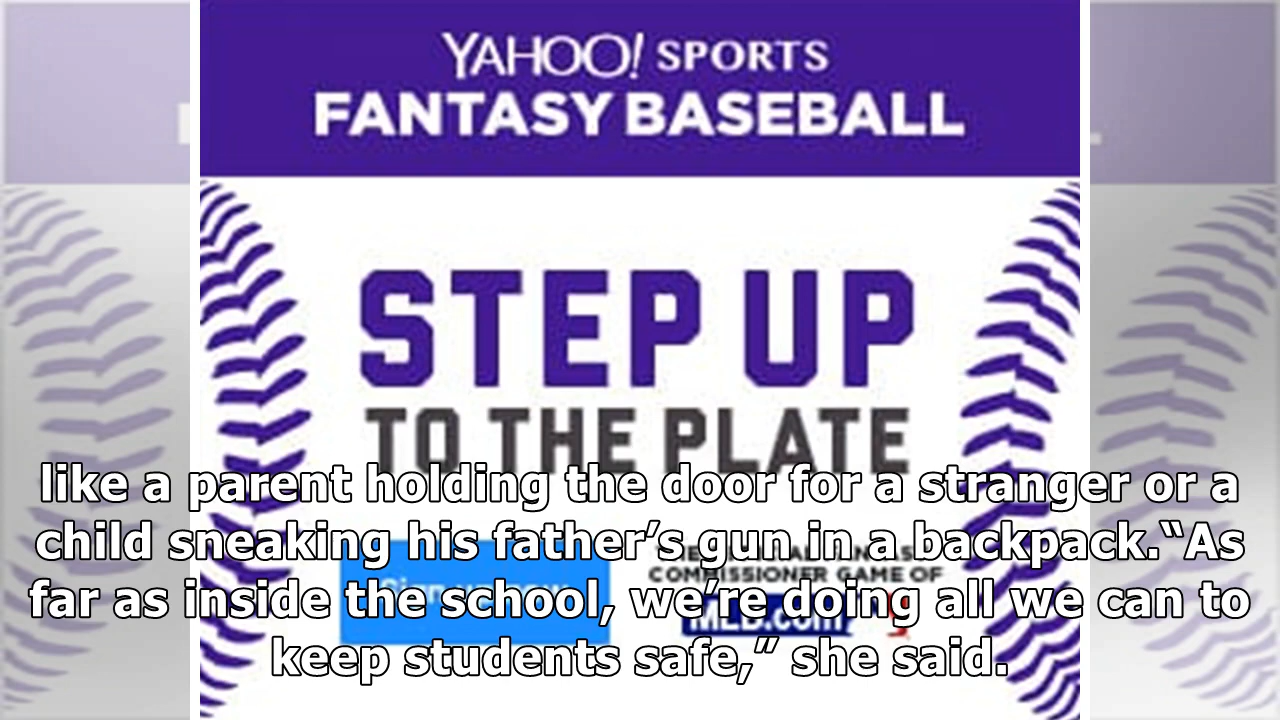 YAHOO! SPORTS
FANTASY BASEBALL
STEP UP
TO THE PLATE
like a parent holding the door for a stranger or a
child sneaking his father’s gun in a backpack.“As
COMMISSIONER GAME OF
far as inside the school, we’re doing all we can to
MLB.com
keep students safe,” she said.